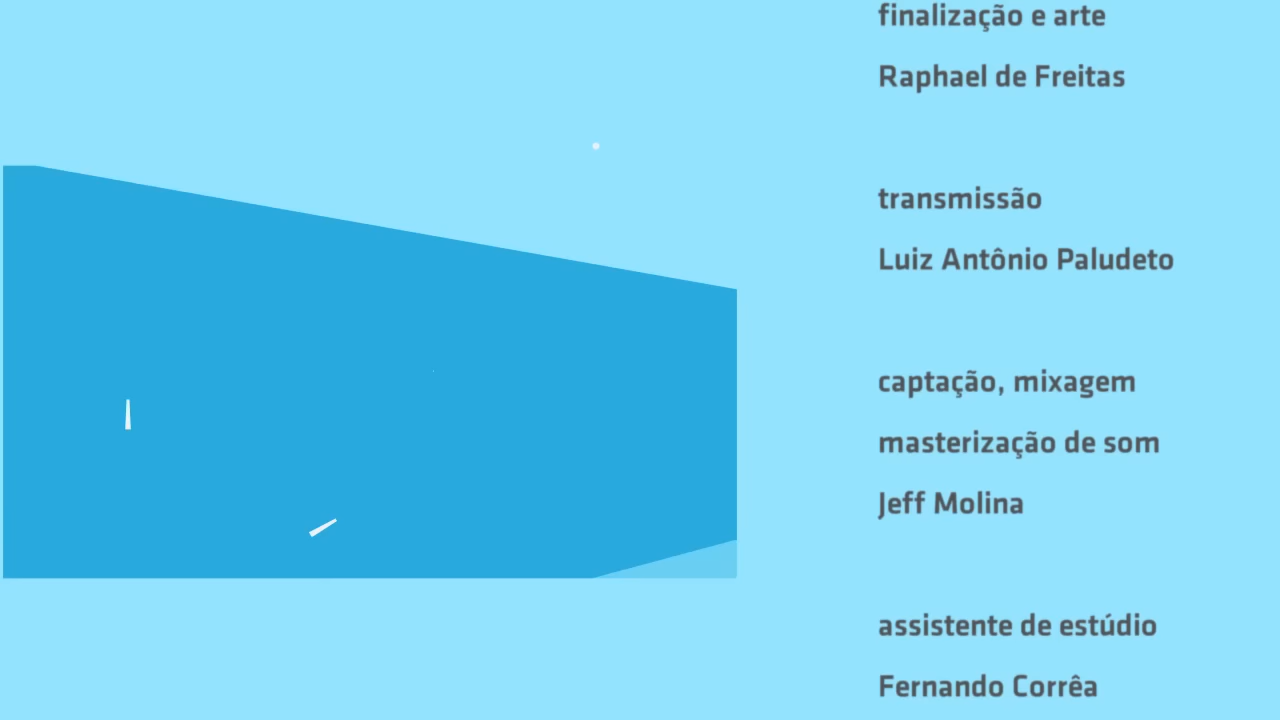 finalização e arte
Raphael de Freitas
transmissão
Luiz Antônio Paludeto
captação, mixagem
masterização de som
Jeff Molina
assistente de estúdio
Fernando Corrêa